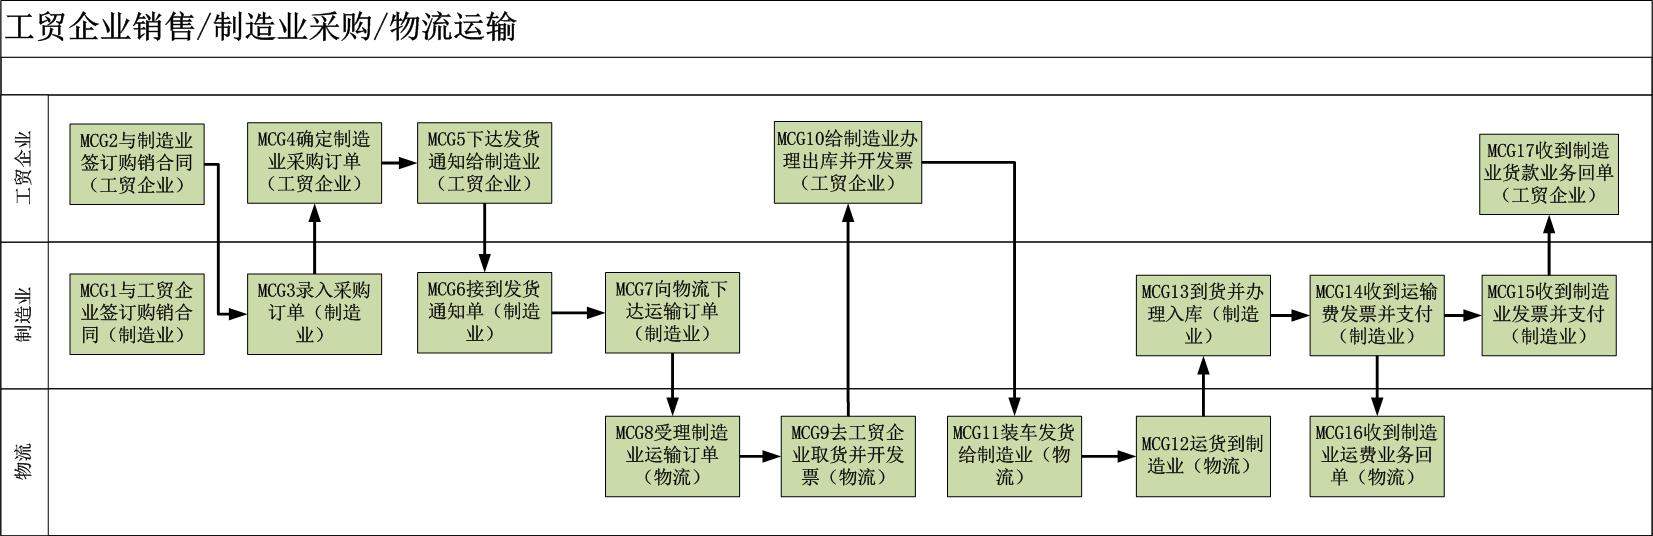 工贸企业销售/制造业采购/物流运输
工贸企业
MCG2与制造业
签订购销合同
（工贸企业）
MCG4确定制造
业采购订单
（工贸企业）
MCG5下达发货
通知给制造业
（工贸企业）
MCG10给制造业办
理出库并开发票
（工贸企业）
MCG17收到制造
业货款业务回单
（工贸企业）
制造业
MCG1与工贸企
业签订购销合
同（制造业）
MCG3录入采购
订单（制造
业）
MCG6接到发货
通知单（制造
业）
MCG7向物流下
达运输订单
（制造业）
MCG13到货并办
理入库（制造
业）
MCG14收到运输
费发票并支付
（制造业）
MCG15收到制造
业发票并支付
（制造业）
物流
MCG8受理制造
业运输订单
（物流）
MCG9去工贸企
业取货并开发
票（物流）
MCG11装车发货
给制造业（物
流）
MCG12运货到制
造业（物流）
MCG16收到制造
业运费业务回
单（物流）